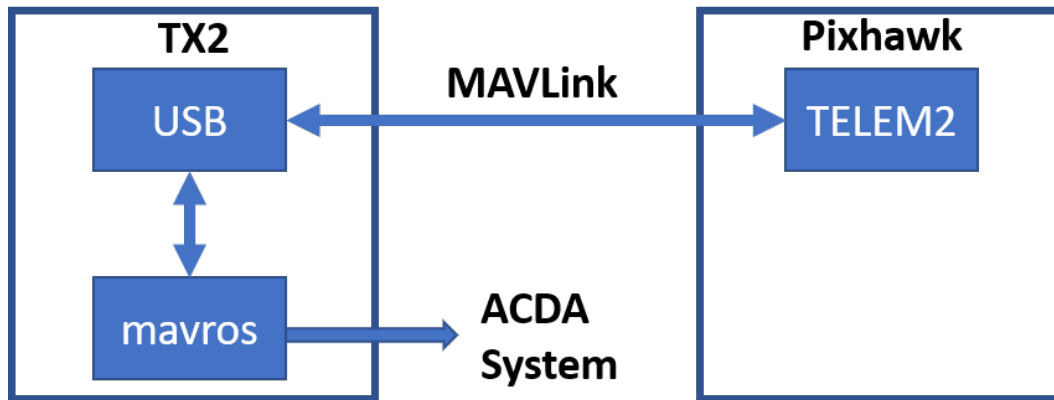 TX2
USB
mavros
MAVLink
ACDA
System
Pixhawk
TELEM2